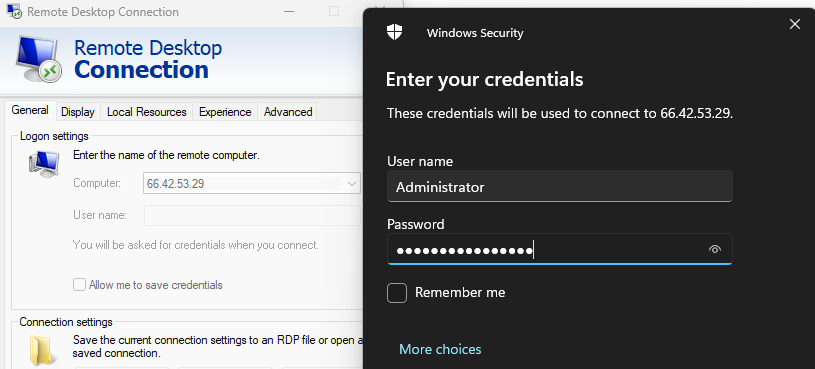 Remote Desktop Connection
Remote Desktop
Connection
General Display Local Resources Experience Advanced
Logon settings
Enter the name of the remote computer.
Computer: 66.42.53.29
User name:
You will be asked for credentials when you connect.
Allow me to save credentials
Connection settings
Save the current connection settings to an RDP file or open a
saved connection.
Windows Security
Enter your credentials
These credentials will be used to connect to 66.42.53.29.
User name
Administrator
Password
••••••••••••••••
Remember me
More choices